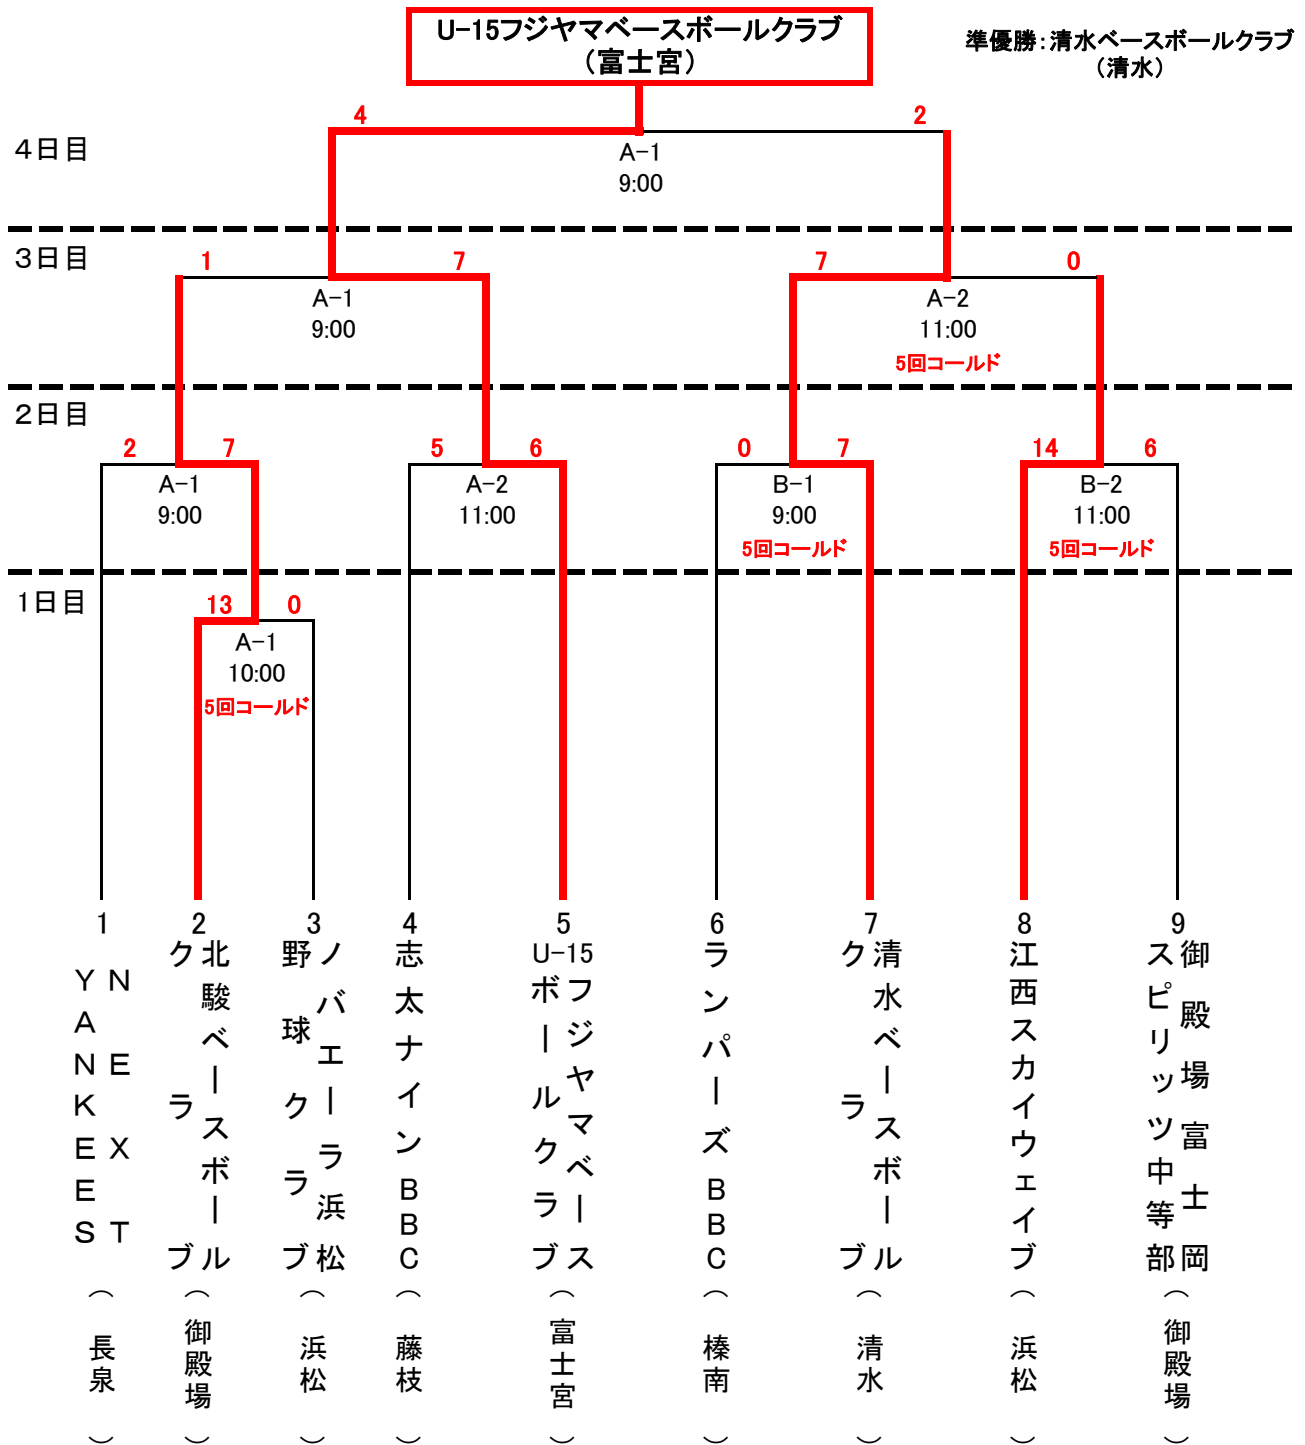 U-15フジヤマベースボールクラブ
（富士宮）
準優勝：清水ベースボールクラブ
（清水）
4 2
4日目
A-1
9:00
3日目
1 7 7 0
A-1 A-2
9:00 11:00
5回コールド
2日目
2 7 5 6 0 7 14 6
A-1 A-2 B-1 B-2
9:00 11:00 9:00 11:00
5回コールド 5回コールド
1日目
13 0
A-1
10:00
5回コールド
1
NEXT
YANKEES
（長泉）
2
北駿ベースボール
クラブ
（御殿場）
3
ノバエーラ浜松
野球クラブ
（浜松）
4
志太ナインBBC
（藤枝）
5
U-15
フジヤマベース
ボールクラブ
（富士宮）
6
ランパーズBBC
（榛南）
7
清水ベースボール
クラブ
（清水）
8
江西スカイウェイブ
（浜松）
9
御殿場富士岡
スピリッツ中等部
（御殿場）